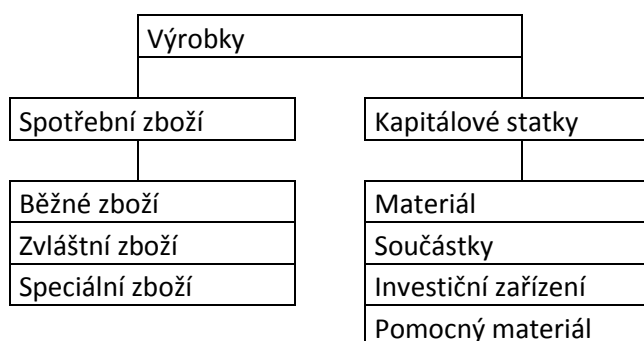 Výrobky
Spotřební zboží
Kapitálové statky
Běžné zboží
Zvláštní zboží
Speciální zboží
Materiál
Součástky
Investiční zařízení
Pomocný materiál